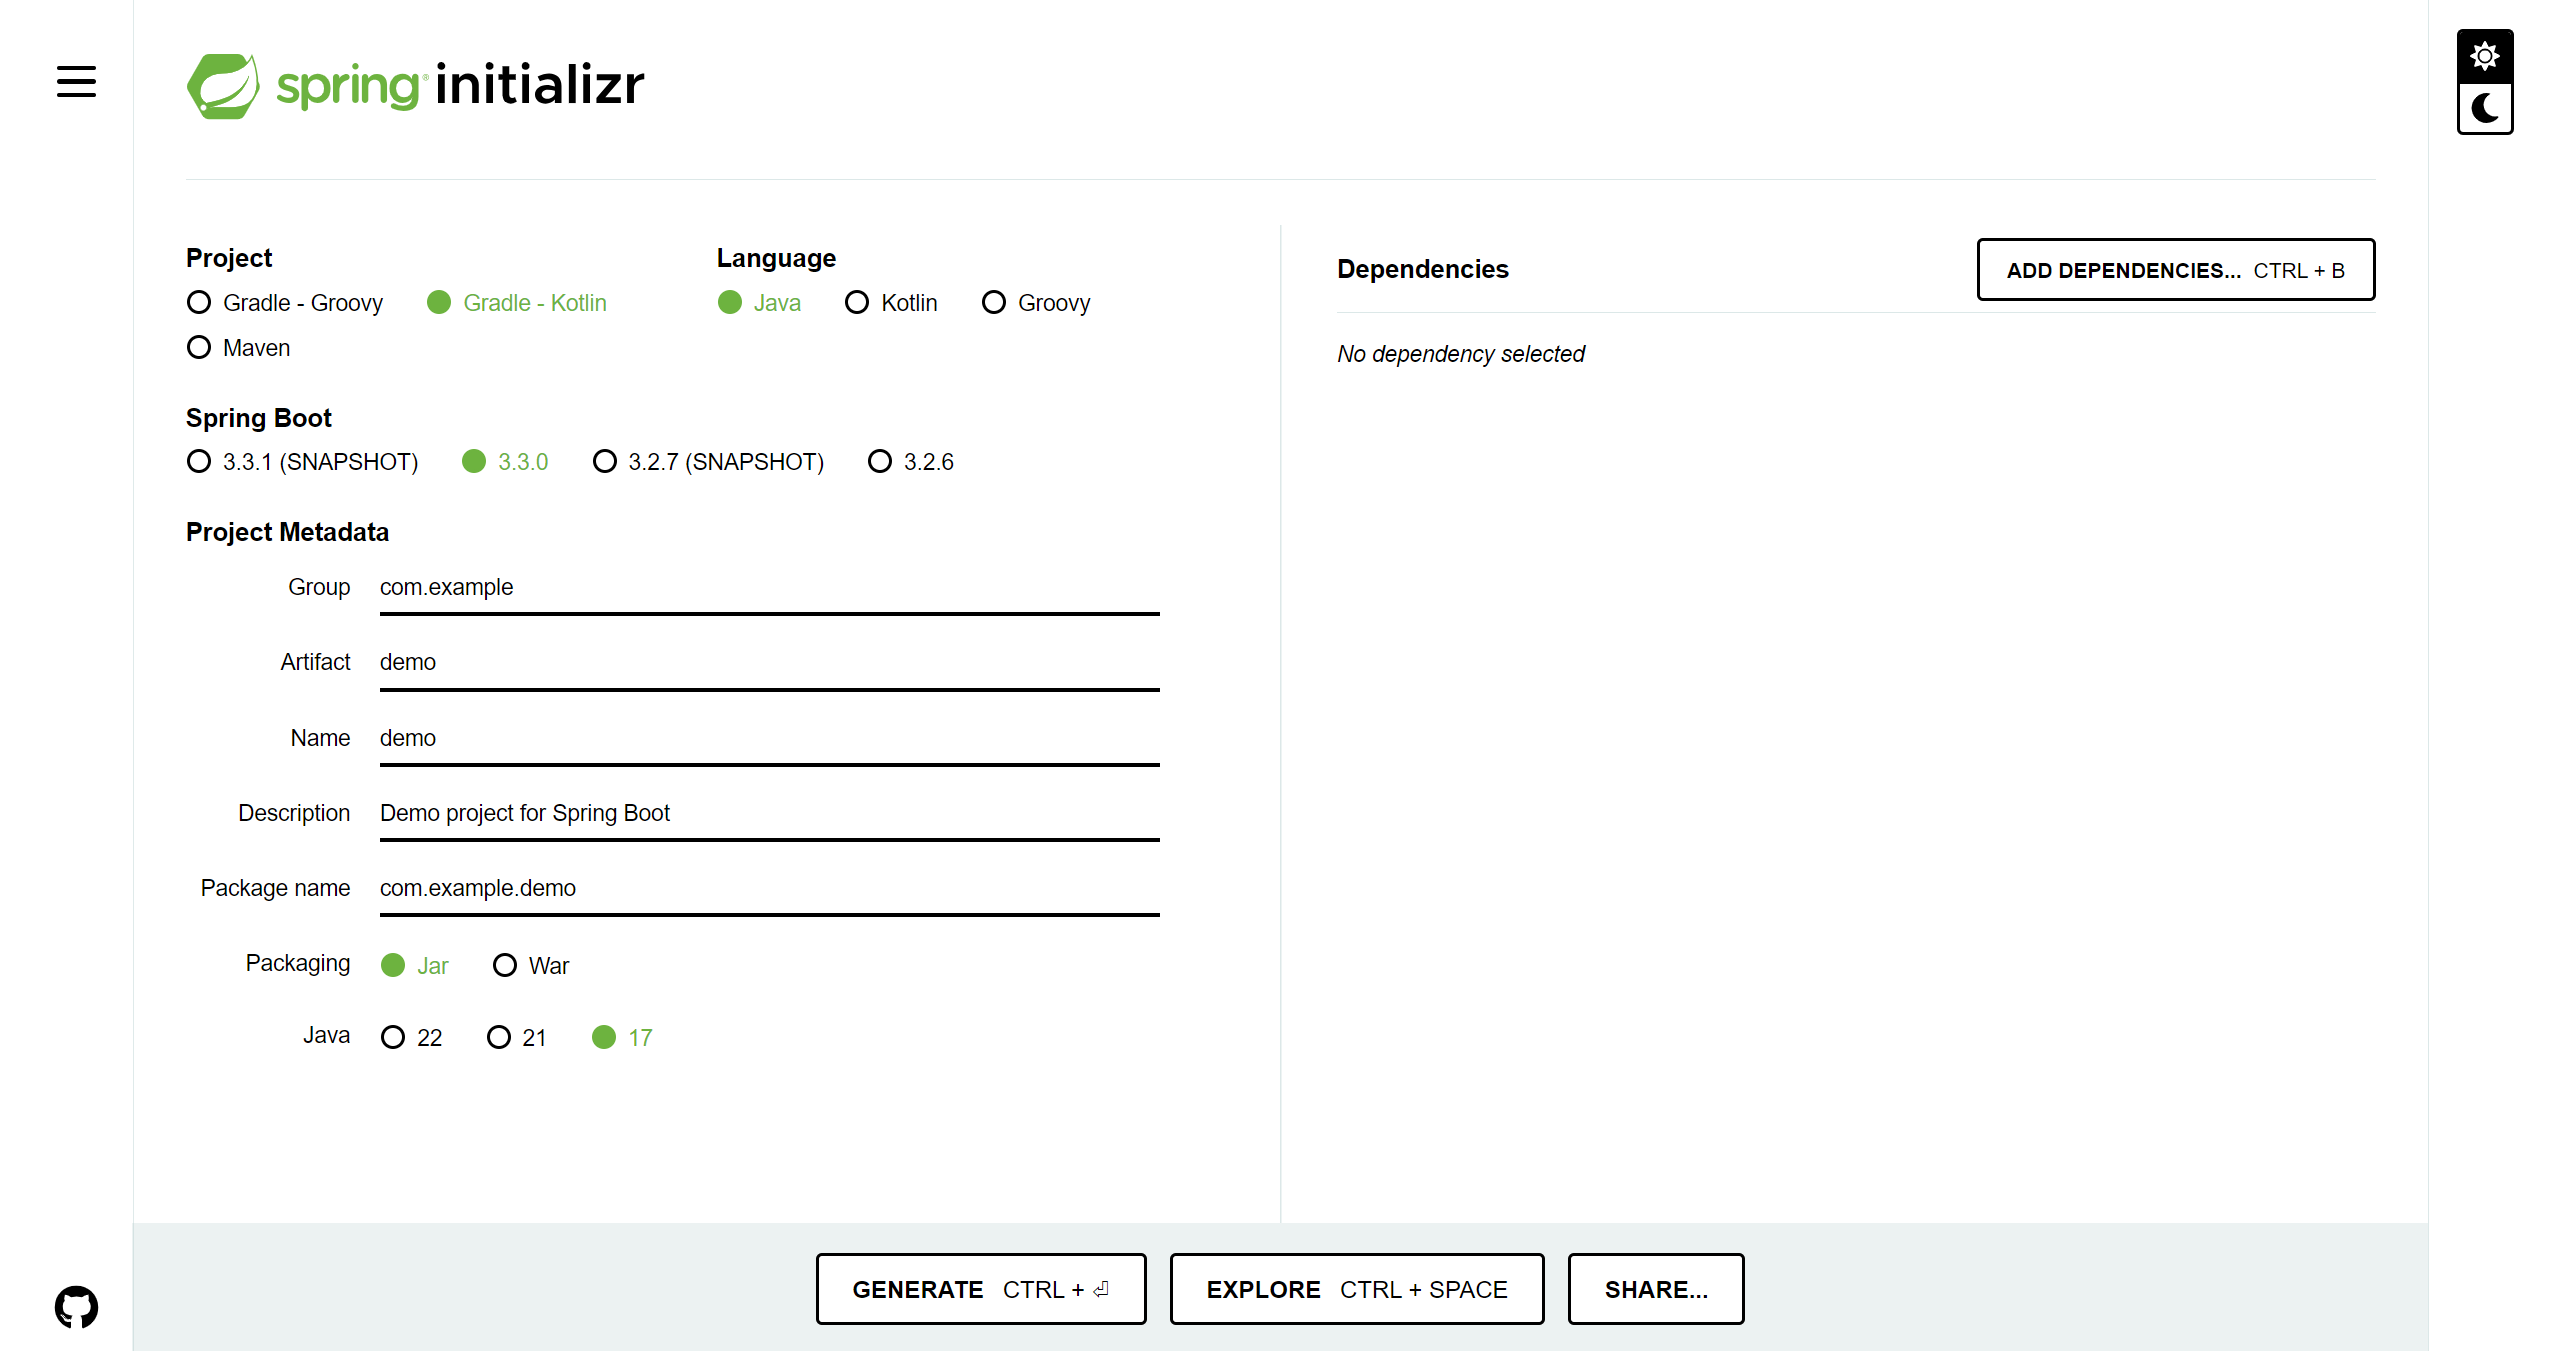 spring initializr
Project
Gradle - Groovy Gradle - Kotlin
Maven
Language
Java Kotlin Groovy
Spring Boot
3.3.1 (SNAPSHOT) 3.3.0 3.2.7 (SNAPSHOT) 3.2.6
Project Metadata
Group com.example
Artifact demo
Name demo
Description Demo project for Spring Boot
Package name com.example.demo
Packaging Jar War
Java 22 21 17
Dependencies ADD DEPENDENCIES... CTRL + B
No dependency selected
GENERATE CTRL + ⏎ EXPLORE CTRL + SPACE SHARE...